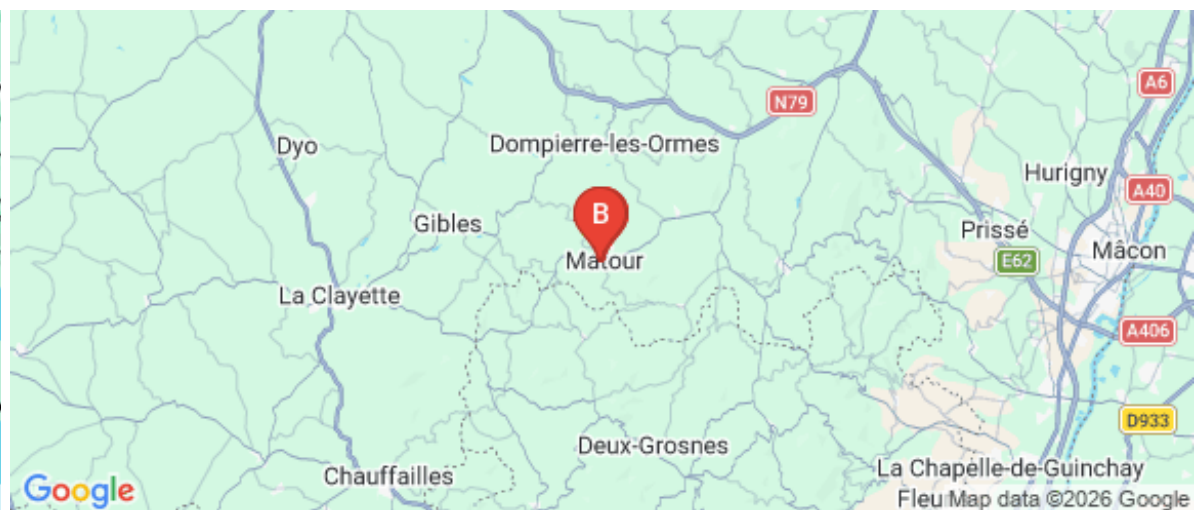 A6
N79
Dyo
Dompierre-les-Ormes
Hurigny
A40
B
Gibles
Prissé
Mâcon
E62
Matour
La Clayette
A406
D933
Deux-Grosnes
Chauffailles
La Chapelle-de-Guinchay
Google
Fleu
Map data ©2026 Google